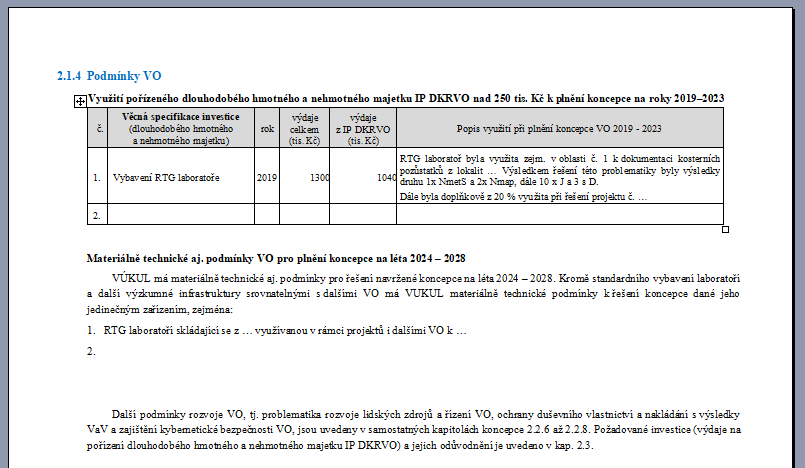 2.1.4 Podmínky VO
Využití pořízeného dlouhodobého hmotného a nehmotného majetku IP DKRVO nad 250 tis. Kč k plnění koncepce na roky 2019–2023
č.
Věcná specifikace investice
(dlouhodobého hmotného
a nehmotného majetku)
rok
výdaje
celkem
(tis. Kč)
výdaje
z IP DKRVO
(tis. Kč)
Popis využití při plnění koncepce VO 2019 - 2023
1.
Vybavení RTG laboratoře
2019
1300
1040
RTG laboratoř byla využita zejm. v oblasti č. 1 k dokumentaci kosterních
pozůstatků z lokalit … Výsledkem řešení této problematiky byly výsledky
druhu 1x NmetS a 2x Nmap, dále 10 x J a 3 s D.
Dále byla doplňkově z 20 % využita při řešení projektu č. …
2.
Materiálně technické aj. podmínky VO pro plnění koncepce na léta 2024 – 2028
VÚKUL má materiálně technické aj. podmínky pro řešení navržené koncepce na léta 2024 – 2028. Kromě standardního vybavení laboratoří
a další výzkumné infrastruktury srovnatelnými s dalšími VO má VUKUL materiálně technické podmínky k řešení koncepce dané jeho
jedinečným zařízením, zejména:
1. RTG laboratoří skládající se z … využívanou v rámci projektů i dalšími VO k …
2.
Další podmínky rozvoje VO, tj. problematika rozvoje lidských zdrojů a řízení VO, ochrany duševního vlastnictví a nakládání s výsledky
VaV a zajištění kybernetické bezpečnosti VO, jsou uvedeny v samostatných kapitolách koncepce 2.2.6 až 2.2.8. Požadované investice (výdaje na
pořízení dlouhodobého hmotného a nehmotného majetku IP DKRVO) a jejich odůvodnění je uvedeno v kap. 2.3.